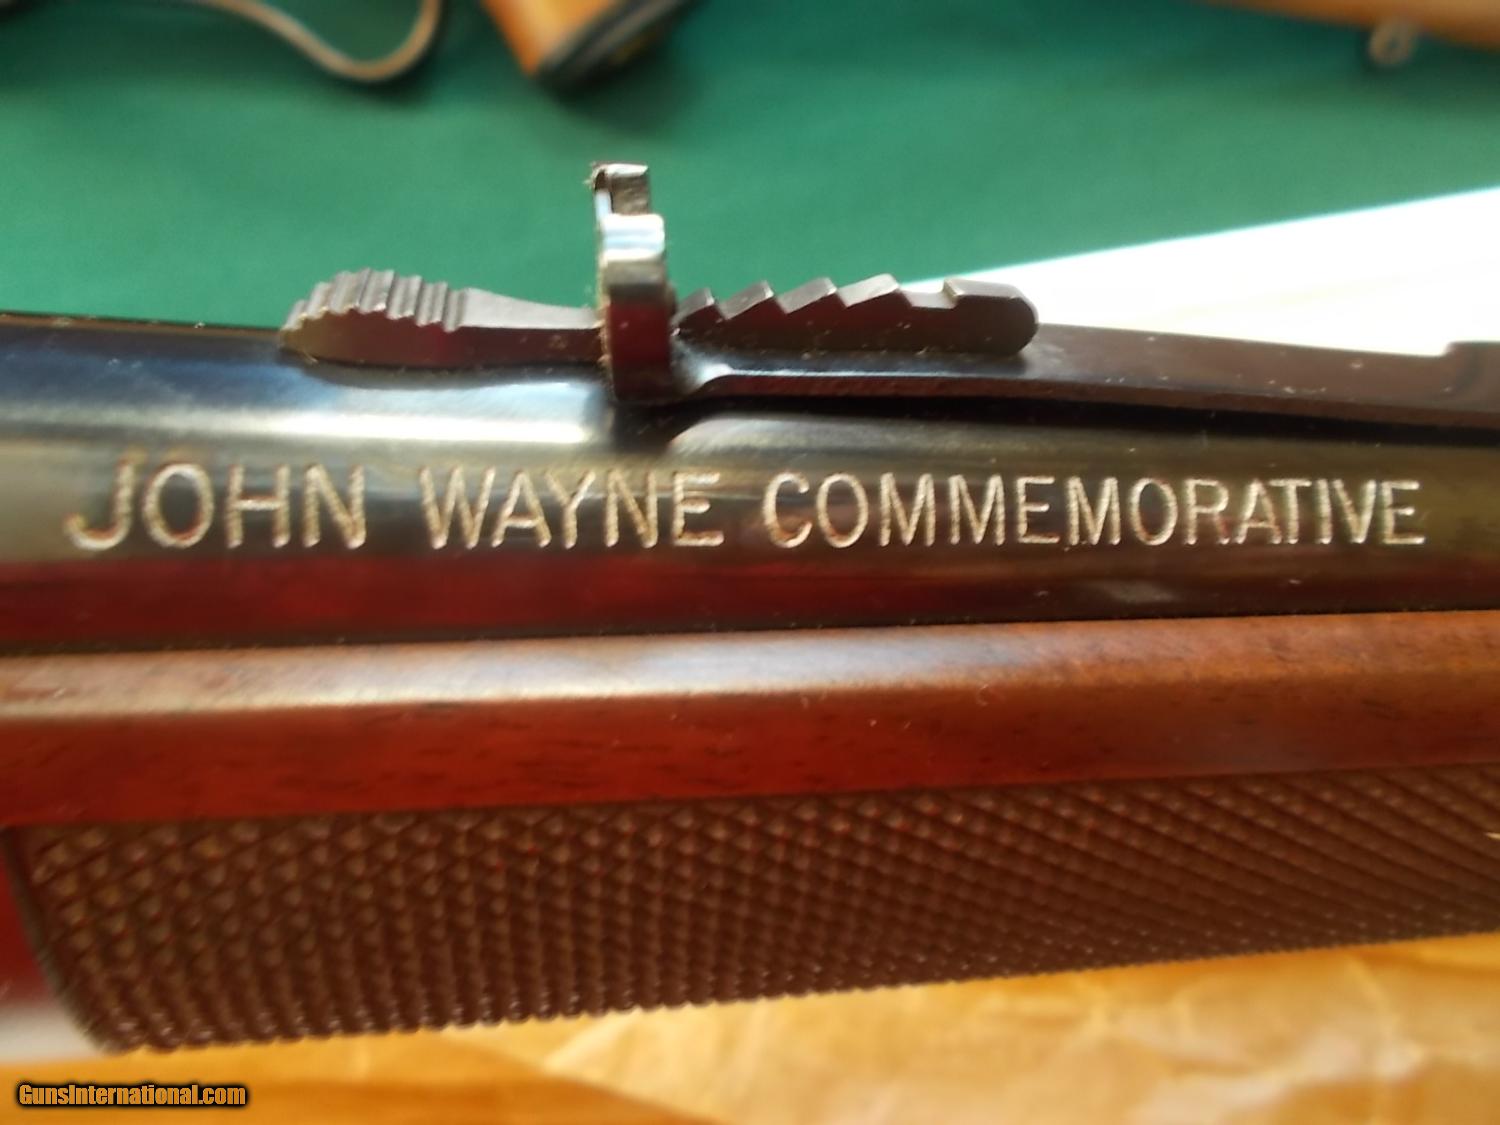 JOHN WAYNE COMMEMORATIVE
GunsInternational.com